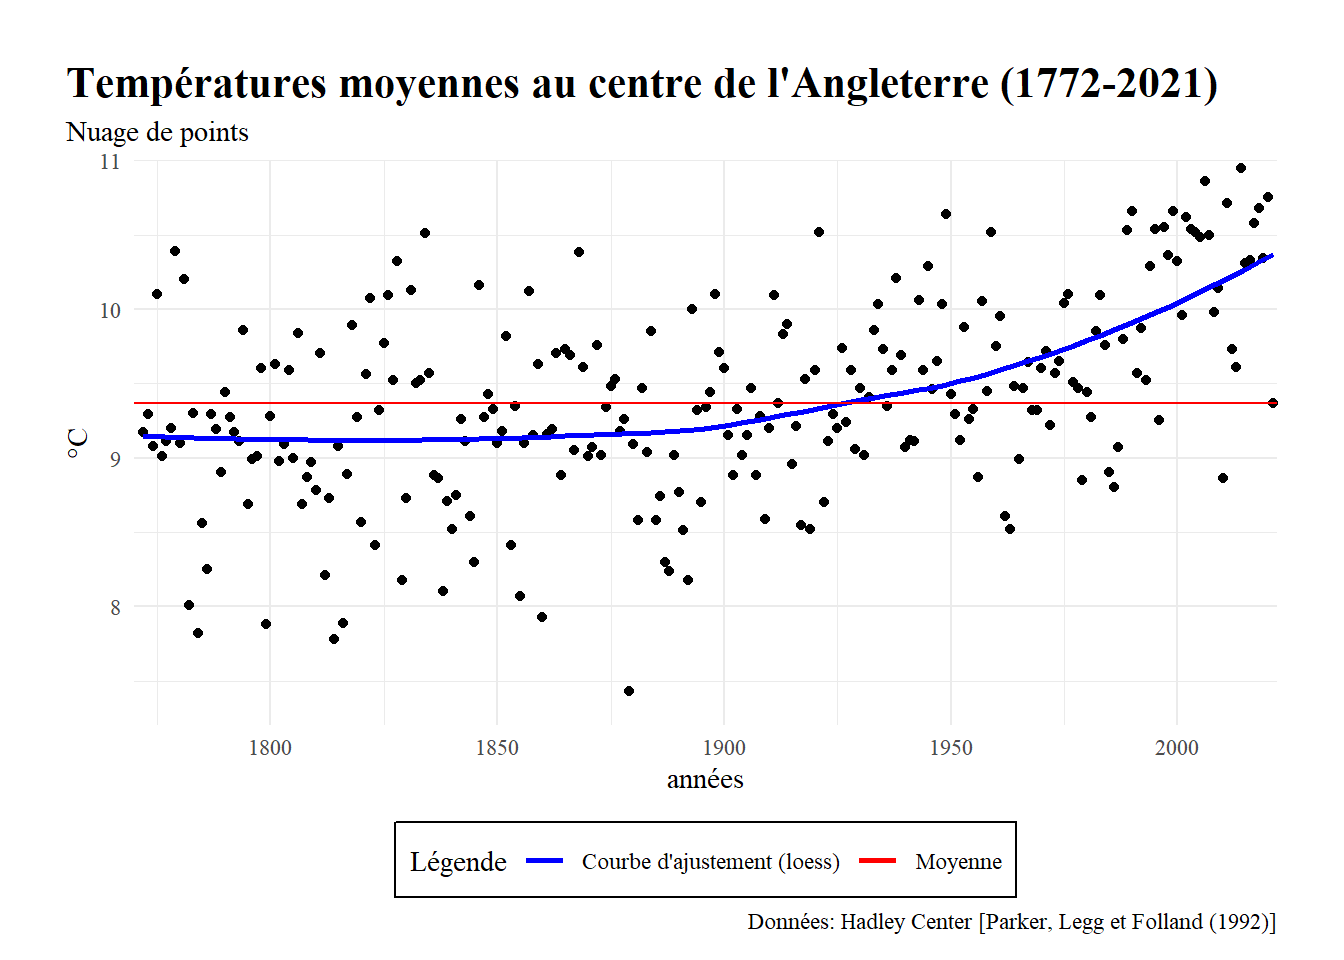 Températures moyennes au centre de l'Angleterre (1772-2021)
Nuage de points
11
10
9
8
°C
1800 1850 1900 1950 2000
années
Légende Courbe d'ajustement (loess) Moyenne
Données: Hadley Center [Parker, Legg et Folland (1992)]